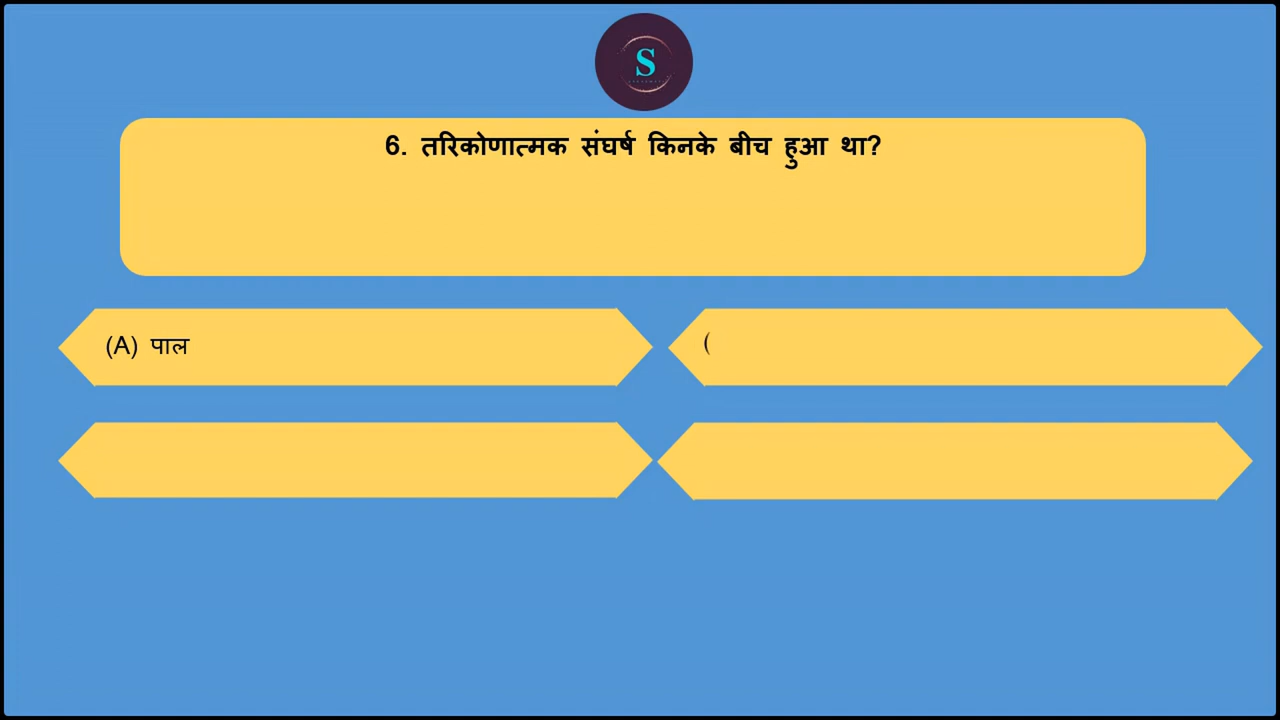 S
6. तरिकोणात्मक संघर्ष किनके बीच हुआ था?
(A) पाल
(